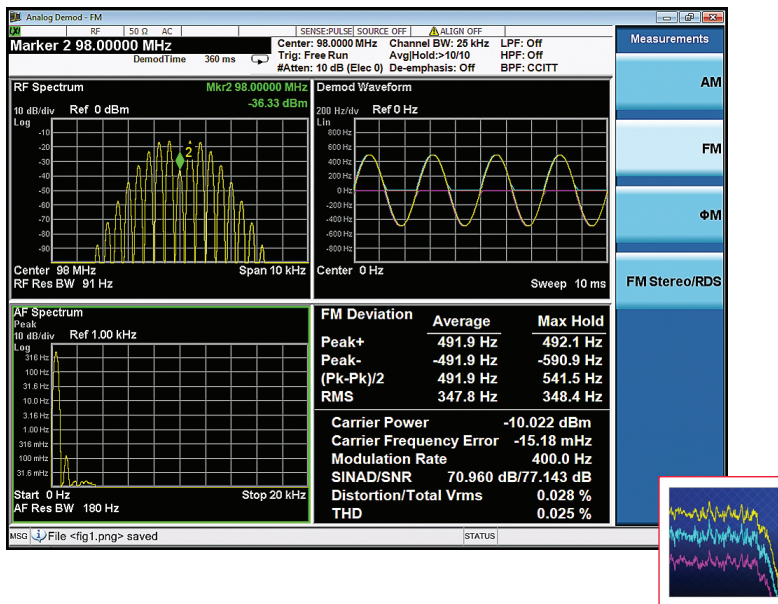 Analog Demod - FM
RF 50 Ω AC SENSE:PULSE SOURCE OFF ALIGN OFF
Marker 2 98.00000 MHz
DemodTime 360 ms
Center: 98.0000 MHz Channel BW: 25 kHz LPF: Off
Trig: Free Run Avg|Hold:>10/10 HPF: Off
#Atten: 10 dB (Elec 0) De-emphasis: Off BPF: CCITT
Measurements
AM
FM
ΦM
FM Stereo/RDS
RF Spectrum Mkr2 98.00000 MHz
-36.33 dBm
10 dB/div Ref 0 dBm
Log
-10
-20
-30
-40
-50
-60
-70
-80
-90
2
Center 98 MHz Span 10 kHz
RF Res BW 91 Hz
Demod Waveform
200 Hz/dv Ref 0 Hz
Lin
800 Hz
600 Hz
400 Hz
200 Hz
0 Hz
-200 Hz
-400 Hz
-600 Hz
-800 Hz
Center 0 Hz
Sweep 10 ms
AF Spectrum
Peak
10 dB/div Ref 1.00 kHz
Log
316 Hz
100 Hz
31.6 Hz
10.0 Hz
3.16 Hz
1.00 Hz
316 mHz
100 mHz
31.6 mHz
Start 0 Hz Stop 20 kHz
AF Res BW 180 Hz
FM Deviation Average Max Hold
Peak+ 491.9 Hz 492.1 Hz
Peak- -491.9 Hz -590.9 Hz
(Pk-Pk)/2 491.9 Hz 541.5 Hz
RMS 347.8 Hz 348.4 Hz
Carrier Power -10.022 dBm
Carrier Frequency Error -15.18 mHz
Modulation Rate 400.0 Hz
SINAD/SNR 70.960 dB/77.143 dB
Distortion/Total Vrms 0.028 %
THD 0.025 %
MSG File <fig1.png> saved STATUS